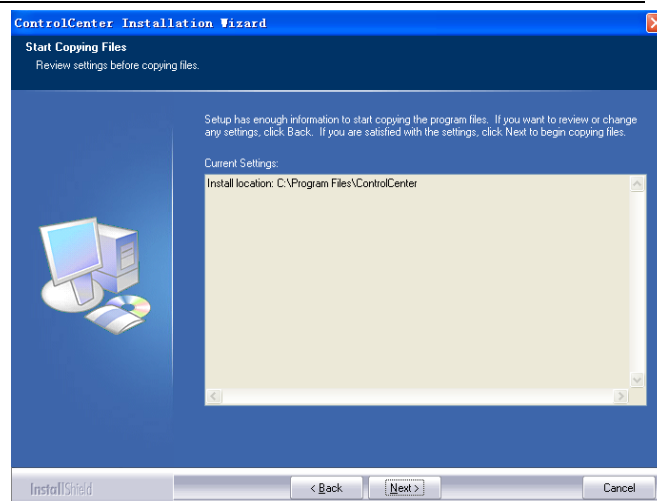 ControlCenter Installation Wizard
Start Copying Files
Review settings before copying files.
Setup has enough information to start copying the program files. If you want to review or change
any settings, click Back. If you are satisfied with the settings, click Next to begin copying files.
Current Settings:
Install location: C:\Program Files\ControlCenter
InstallShield
< Back
Next >
Cancel